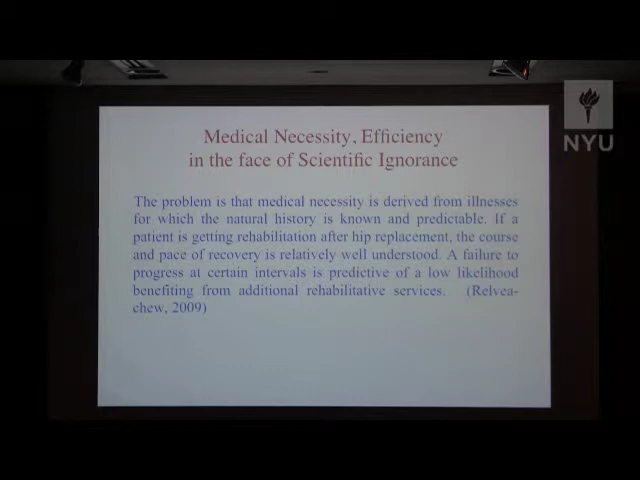 Medical Necessity, Efficiency
in the face of Scientific Ignorance
The problem is that medical necessity is derived from illnesses
for which the natural history is known and predictable. If a
patient is getting rehabilitation after hip replacement, the course
and pace of recovery is relatively well understood. A failure to
progress at certain intervals is predictive of a low likelihood
benefiting from additional rehabilitative services. (Relvea-
chew, 2009)
NYU